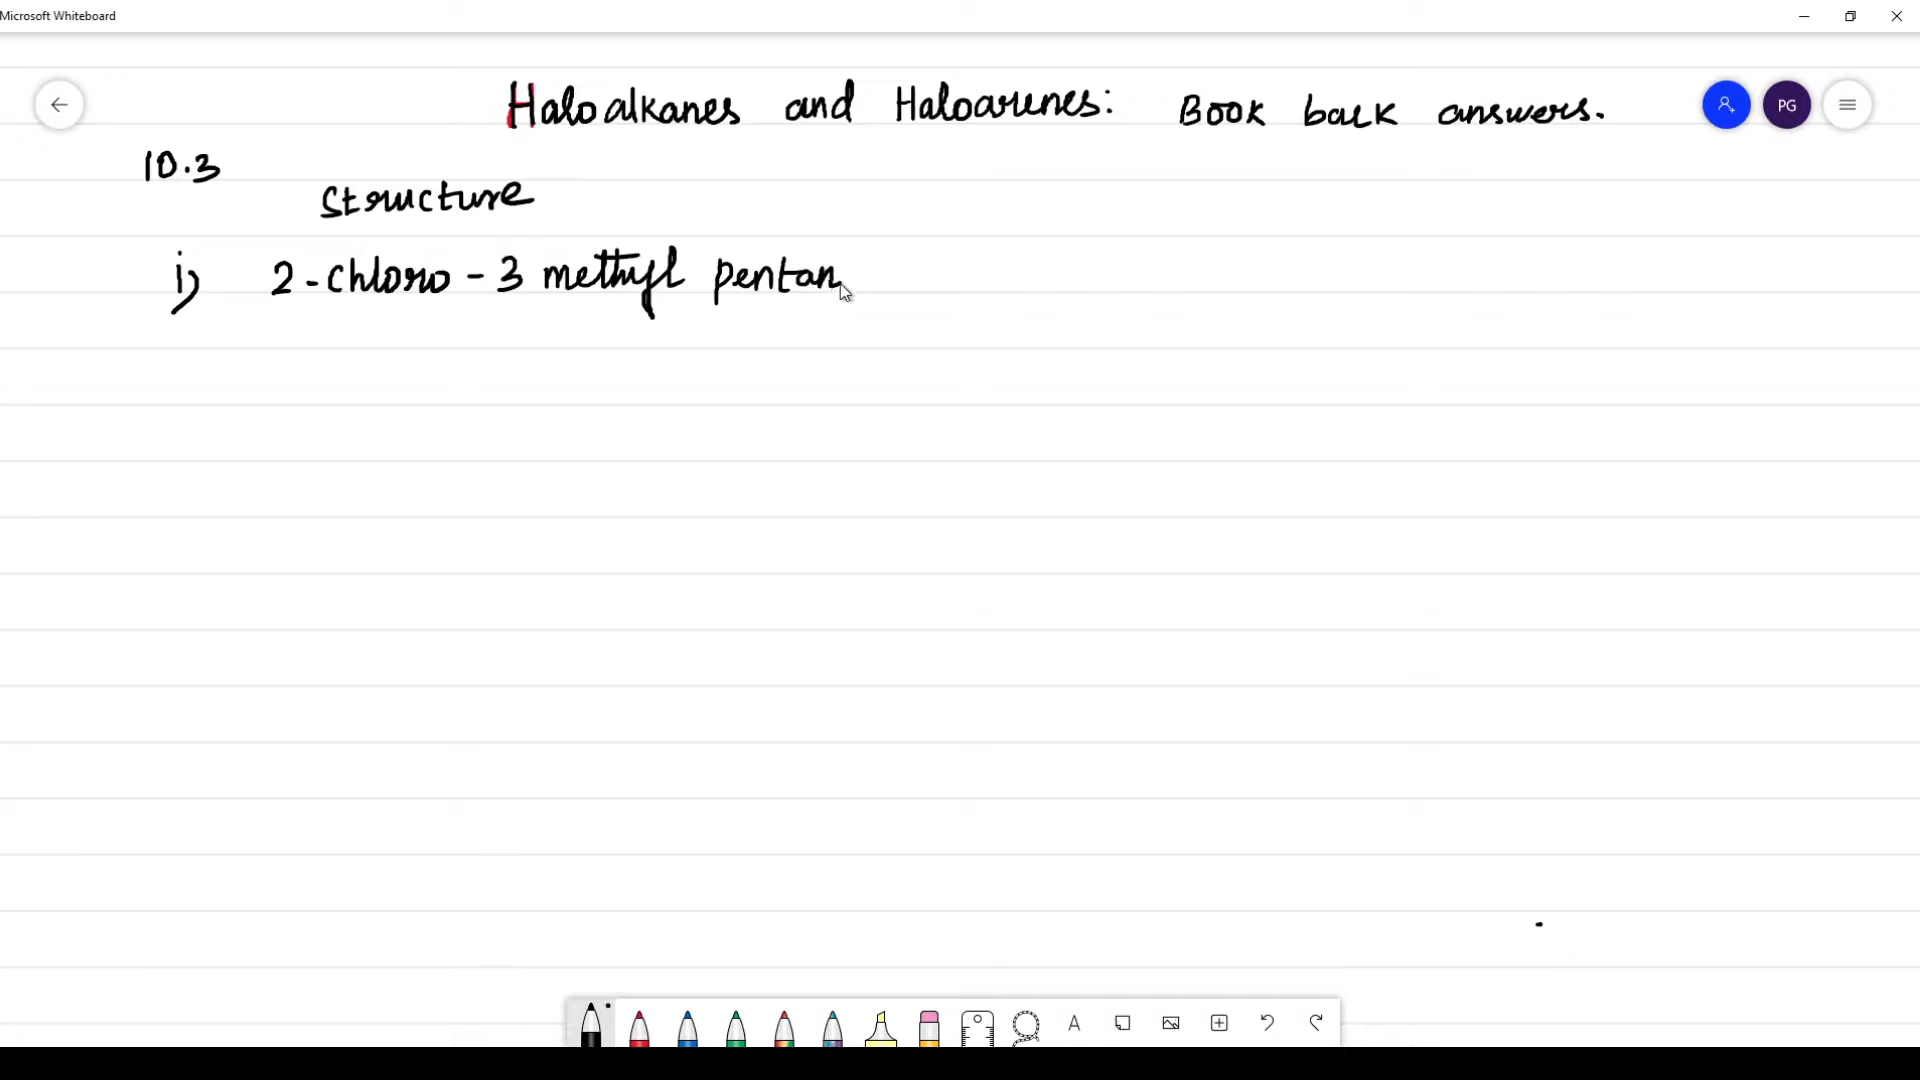 Microsoft Whiteboard
Haloalkanes and Haloarenes: Book back answers.
PG
10.3
Structure
i) 2-chloro-3 methyl pentan
A